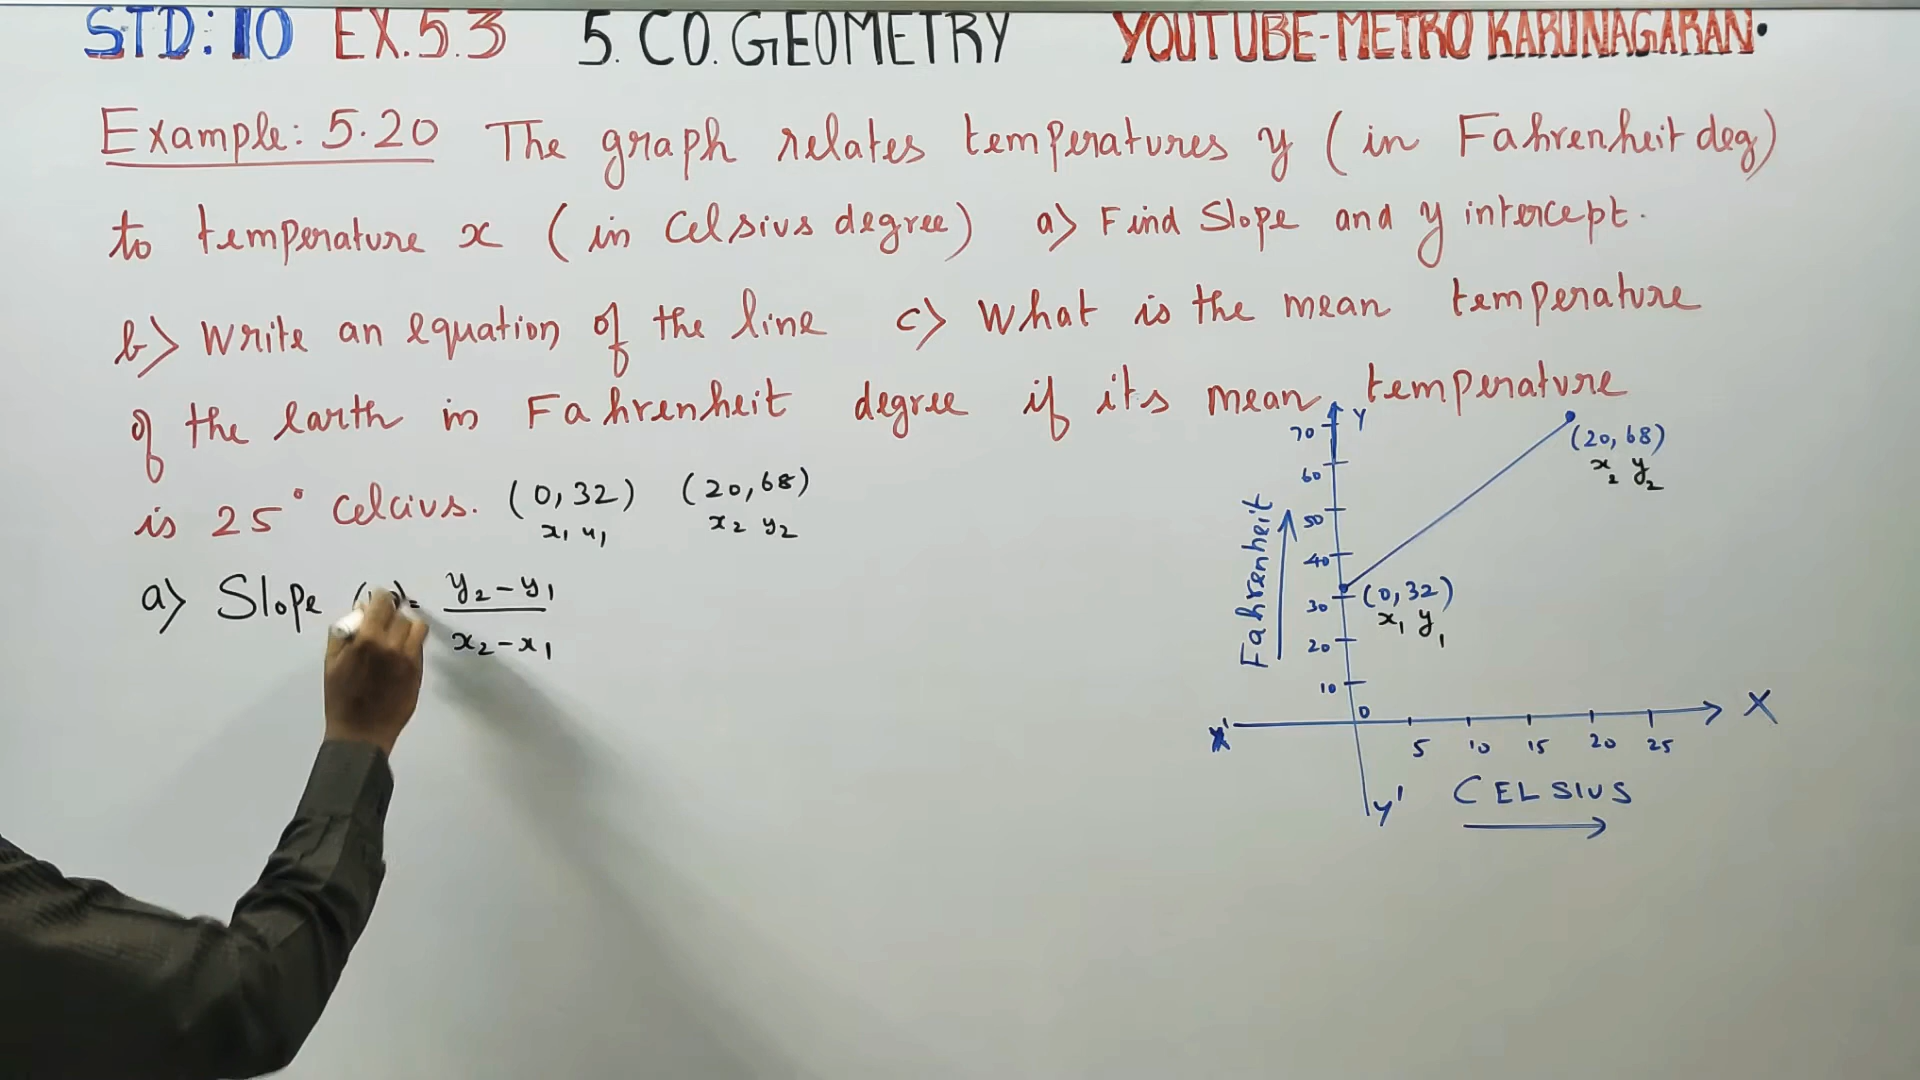 STD: 10 EX.5.3 5. CO. GEOMETRY YOUTUBE-METRO KARUNAGARAN.
Example: 5.20 The graph relates temperatures y (in Fahrenheit deg)
to temperature x (in Celsius degree) a) Find Slope and y intercept.
b) Write an equation of the line c) What is the mean temperature
of the earth in Fahrenheit degree if its mean temperature
is 25° Celcius. (0, 32) (20, 68)
x₁ y₁ x₂ y₂
a) Slope = y₂-y₁
x₂-x₁
Y
70
60
50
40
30
20
10
0
(20, 68)
x₂ y₂
(0, 32)
x₁ y₁
Fahrenheit
X' X
5 10 15 20 25
Y'
CELSIUS